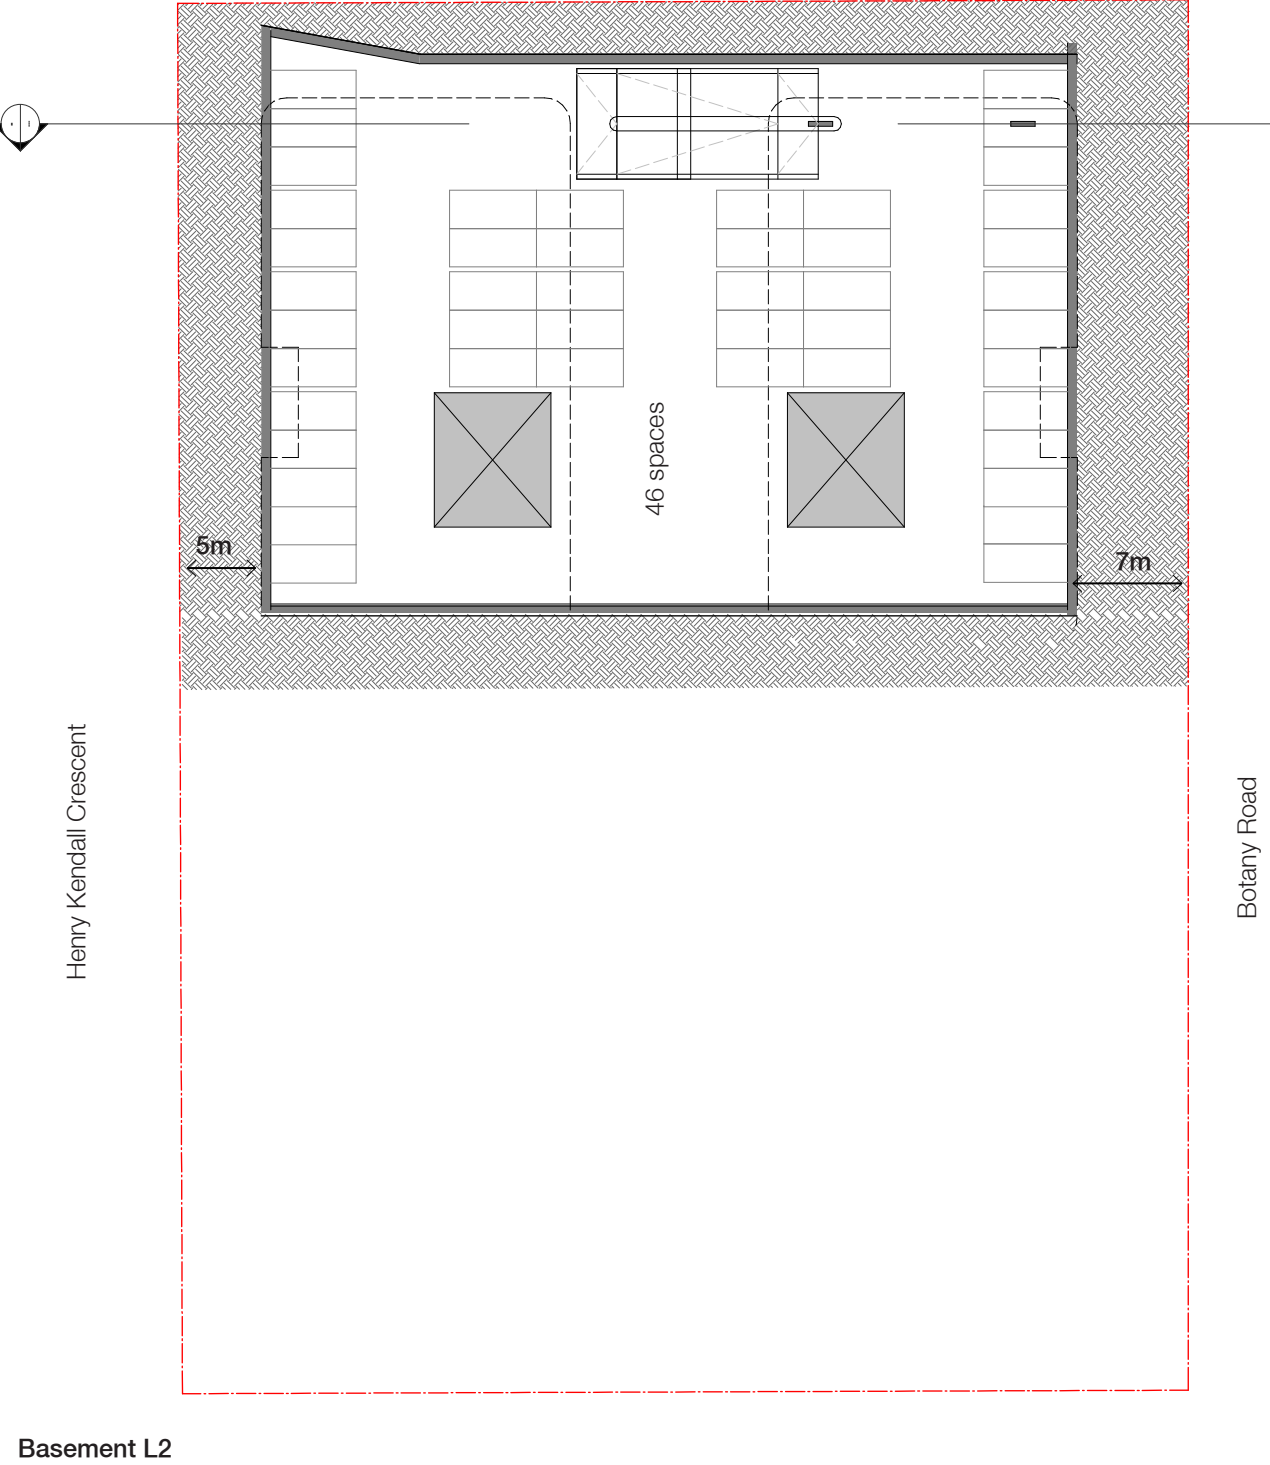 46 spaces
5m
7m
Henry Kendall Crescent
Botany Road
Basement L2